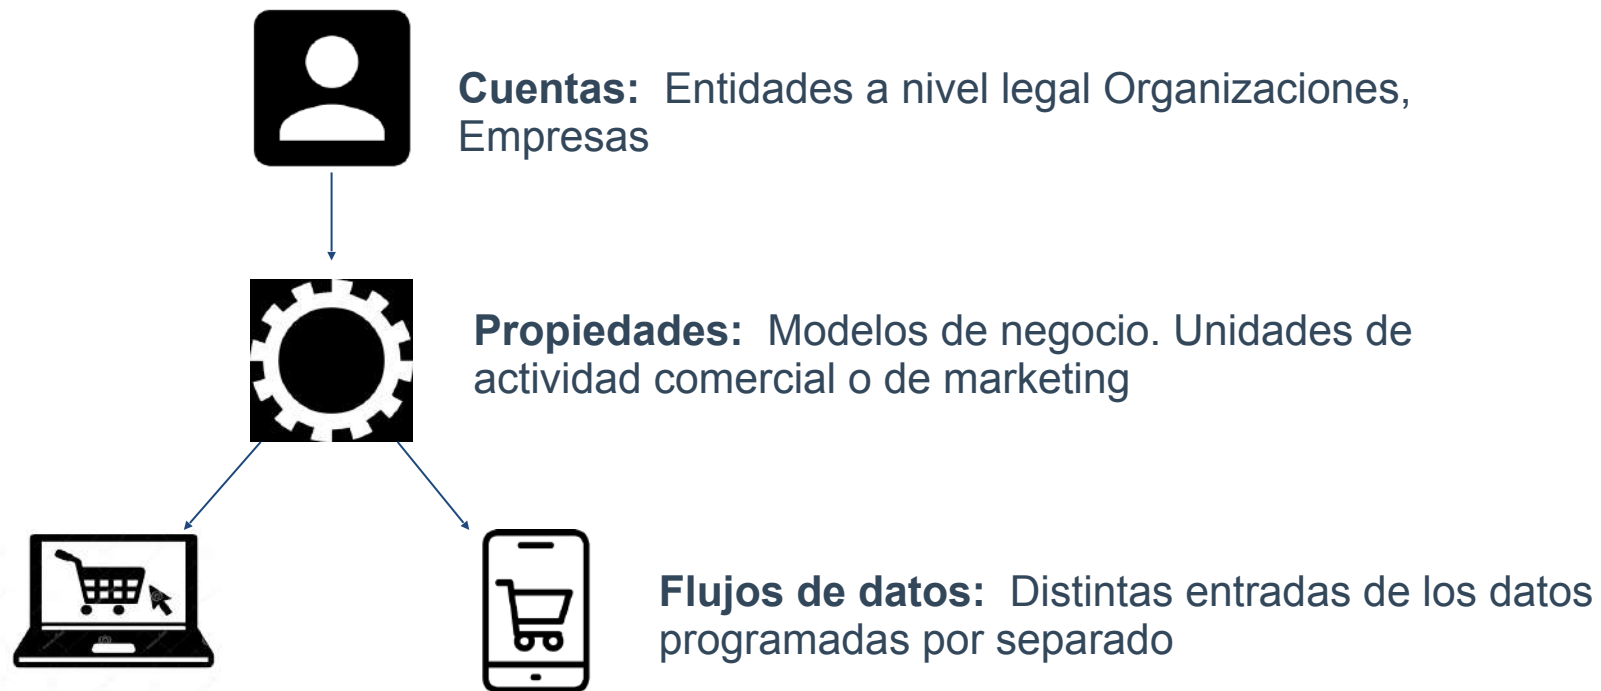 Cuentas: Entidades a nivel legal Organizaciones,
Empresas
Propiedades: Modelos de negocio. Unidades de
actividad comercial o de marketing
Flujos de datos: Distintas entradas de los datos
programadas por separado